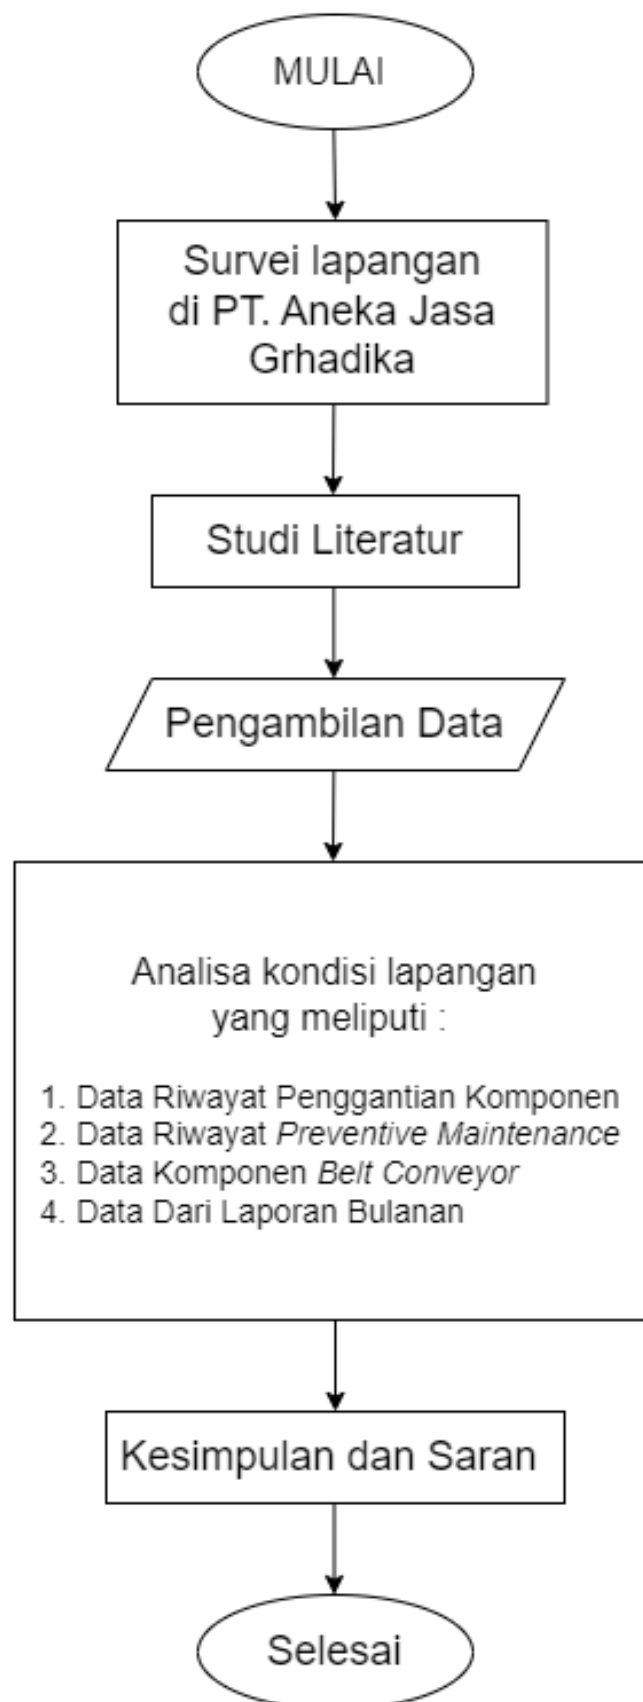 MULAI
Survei lapangan
di PT. Aneka Jasa
Grhadika
Studi Literatur
Pengambilan Data
Analisa kondisi lapangan
yang meliputi :
1. Data Riwayat Penggantian Komponen
2. Data Riwayat Preventive Maintenance
3. Data Komponen Belt Conveyor
4. Data Dari Laporan Bulanan
Kesimpulan dan Saran
Selesai